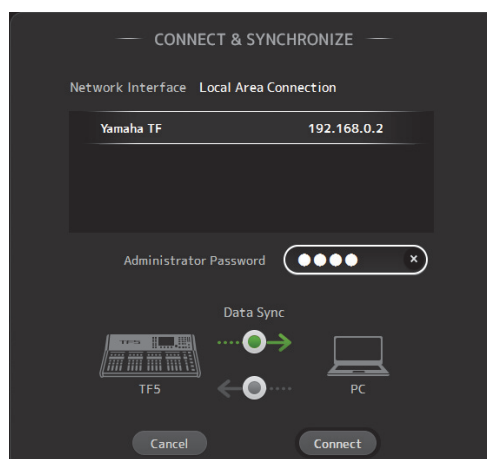 CONNECT & SYNCHRONIZE
Network Interface Local Area Connection
Yamaha TF 192.168.0.2
Administrator Password ●●●● ×
Data Sync
TF5
TF5 PC
Cancel Connect